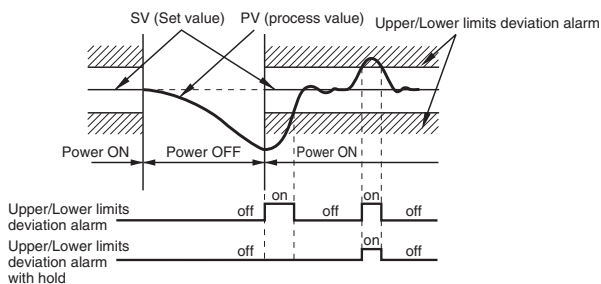 SV (Set value)
PV (process value)
Upper/Lower limits deviation alarm
Power ON
Power OFF
Power ON
Upper/Lower limits
deviation alarm
off
on
off
on
off
Upper/Lower limits
deviation alarm
with hold
off
on
off